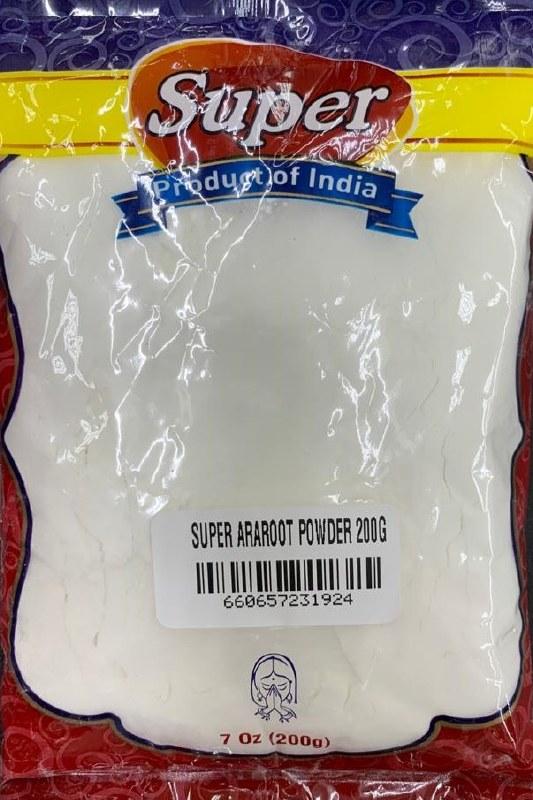 Super
Product of India
SUPER ARAROOT POWDER 200G
660657231924
7 Oz (200g)